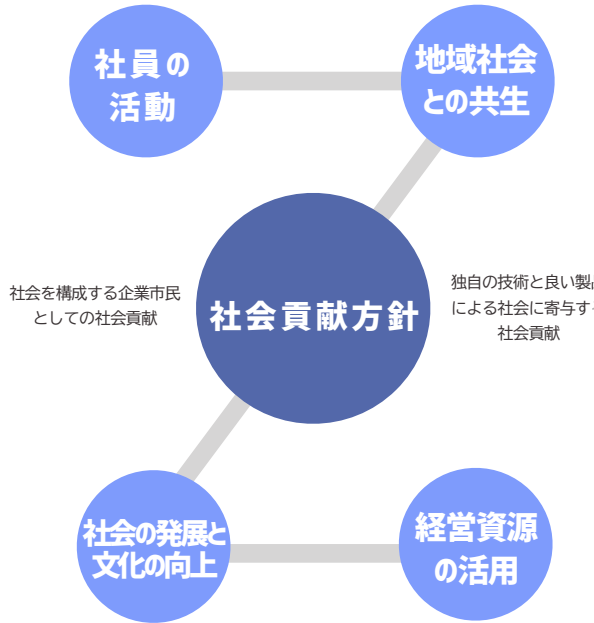 社員の
活動
地域社会
との共生
社会を構成する企業市民
としての社会貢献
社会貢献方針
独自の技術と良い製
による社会に寄与す
社会貢献
社会の発展と
文化の向上
経営資源
の活用